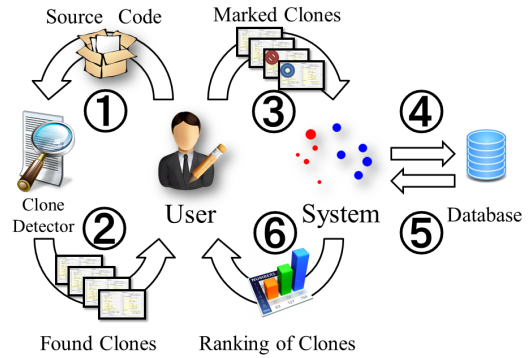 Source Code
Marked Clones
1
3
4
Clone
Detector
User
System
Database
2
6
5
NUMBERS
Found Clones
Ranking of Clones